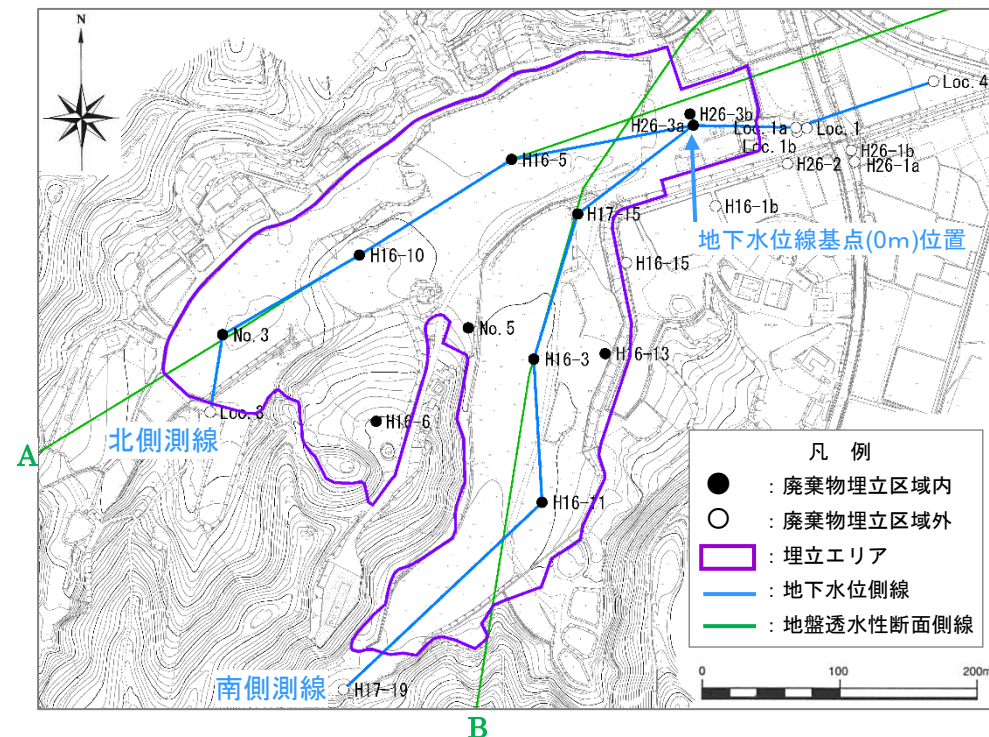 N
Loc. 4
H26-3b
H26-3a
Loc. 1a
Loc. 1
Loc. 1b
H26-1b
H26-2
H26-1a
H16-5
H16-1b
H17-15
地下水位線基点(0m)位置
H16-10
H16-15
No. 3
No. 5
H16-3
H16-13
Loc. 3
H16-6
北側測線
A
H16-11
凡 例
: 廃棄物埋立区域内
: 廃棄物埋立区域外
: 埋立エリア
: 地下水位側線
: 地盤透水性断面側線
0 100 200m
南側測線
H17-19
B